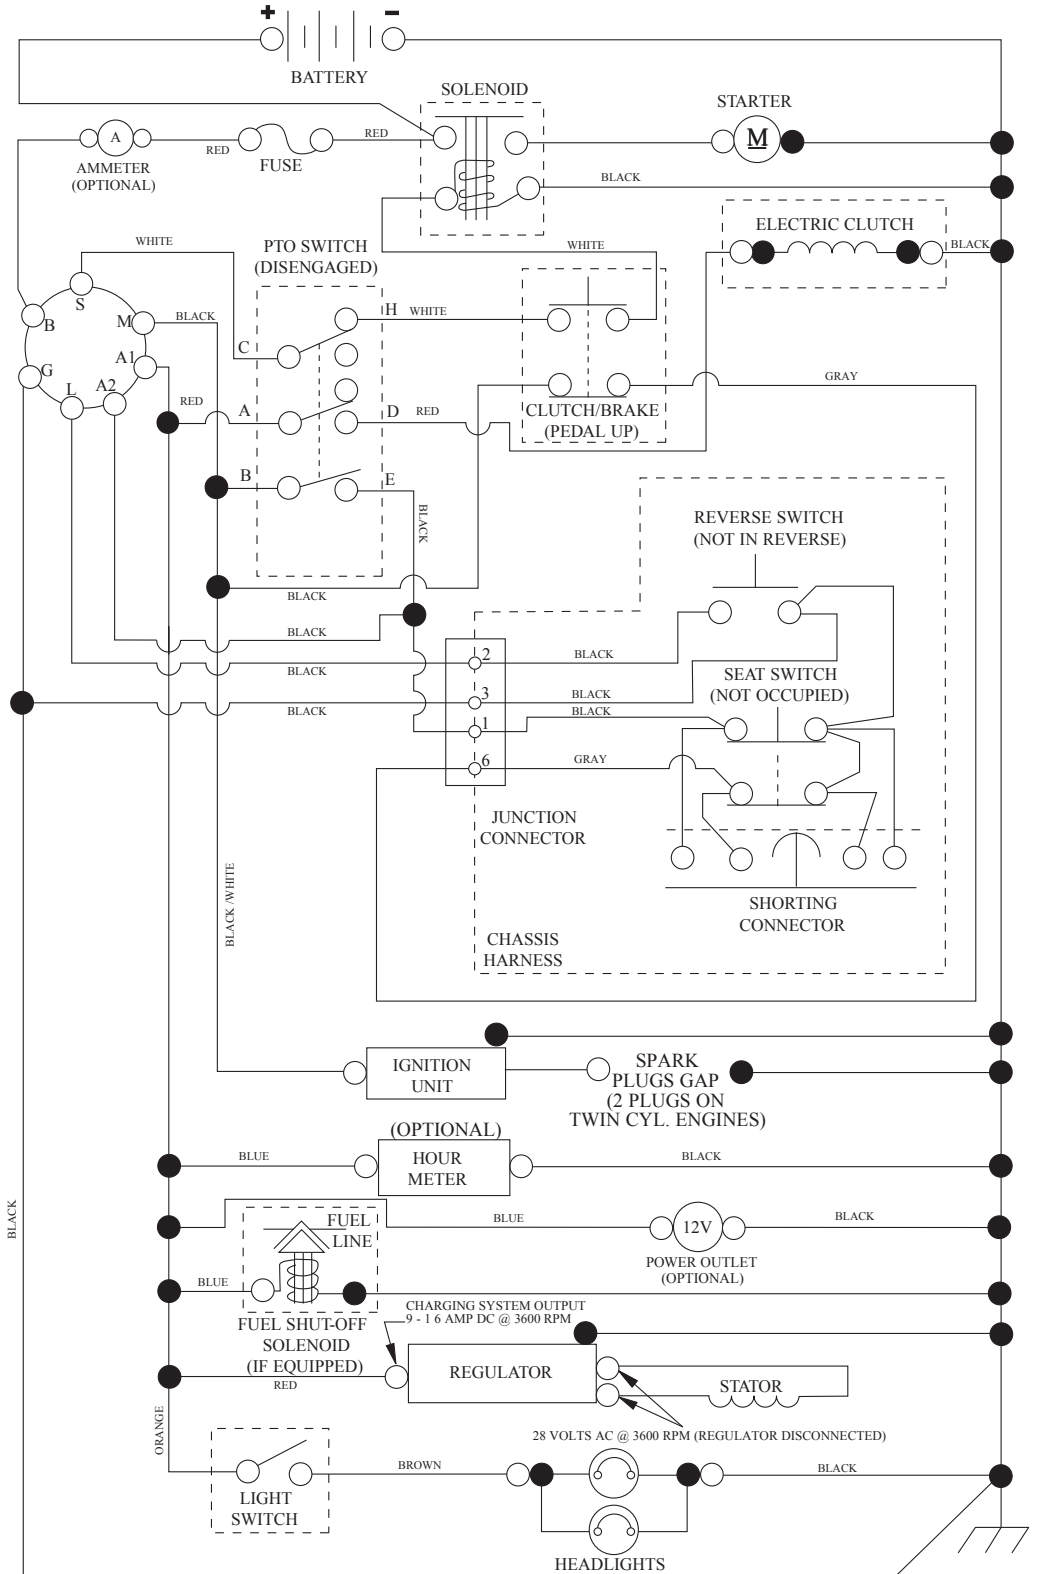 +
−
BATTERY
SOLENOID
STARTER
A
RED
FUSE
RED
M
AMMETER
(OPTIONAL)
BLACK
ELECTRIC CLUTCH
BLACK
WHITE
PTO SWITCH
(DISENGAGED)
WHITE
S
B
M
BLACK
H
WHITE
C
A1
G
L
A2
RED
A
D
RED
GRAY
CLUTCH/BRAKE
(PEDAL UP)
B
E
BLACK
REVERSE SWITCH
(NOT IN REVERSE)
BLACK
BLACK
BLACK
2
BLACK
SEAT SWITCH
(NOT OCCUPIED)
3
BLACK
BLACK
BLACK
1
6
GRAY
JUNCTION
CONNECTOR
BLACK /WHITE
SHORTING
CONNECTOR
CHASSIS
HARNESS
IGNITION
UNIT
SPARK
PLUGS GAP
(2 PLUGS ON
TWIN CYL. ENGINES)
(OPTIONAL)
HOUR
METER
BLUE
BLACK
BLACK
FUEL
LINE
BLUE
12V
BLACK
POWER OUTLET
(OPTIONAL)
BLUE
FUEL SHUT-OFF
SOLENOID
(IF EQUIPPED)
CHARGING SYSTEM OUTPUT
9 - 1 6 AMP DC @ 3600 RPM
RED
REGULATOR
STATOR
28 VOLTS AC @ 3600 RPM (REGULATOR DISCONNECTED)
ORANGE
LIGHT
SWITCH
BROWN
BLACK
HEADLIGHTS